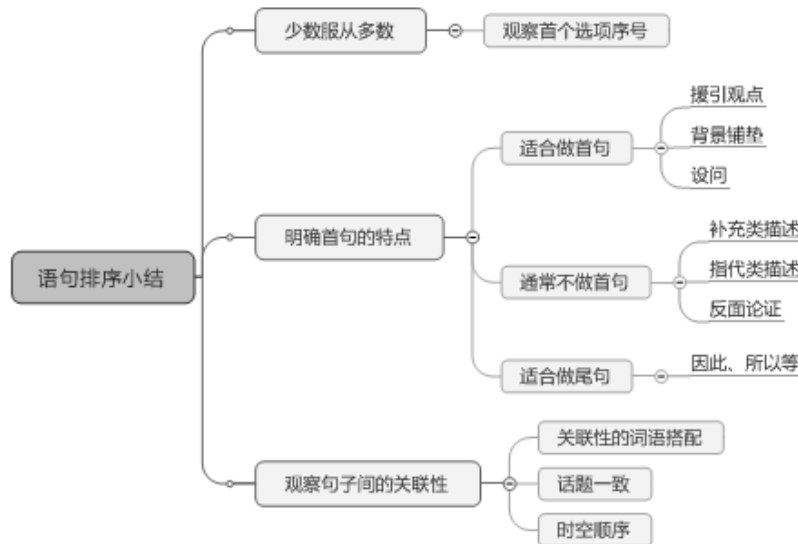 少数服从多数
观察首个选项序号
援引观点
适合做首句
背景铺垫
设问
明确首句的特点
补充类描述
语句排序小结
通常不做首句
指代类描述
反面论证
适合做尾句
因此、所以等
关联性的词语搭配
观察句子间的关联性
话题一致
时空顺序